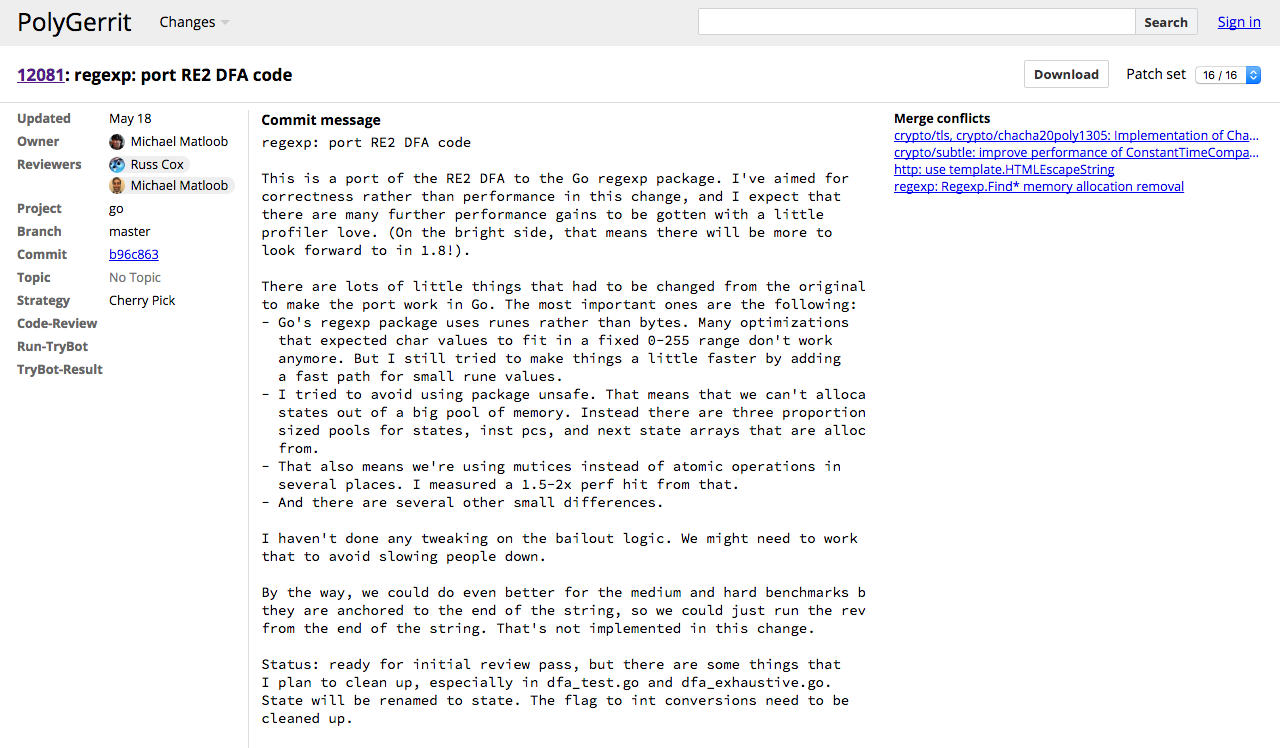 PolyGerrit Changes Search Sign in
12081: regexp: port RE2 DFA code Download Patch set 16 / 16
Updated May 18
Owner Michael Matloob
Reviewers Russ Cox
Michael Matloob
Project go
Branch master
Commit b96c863
Topic No Topic
Strategy Cherry Pick
Code-Review
Run-TryBot
TryBot-Result
Commit message
regexp: port RE2 DFA code
This is a port of the RE2 DFA to the Go regexp package. I've aimed for
correctness rather than performance in this change, and I expect that
there are many further performance gains to be gotten with a little
profiler love. (On the bright side, that means there will be more to
look forward to in 1.8!).
There are lots of little things that had to be changed from the original
to make the port work in Go. The most important ones are the following:
- Go's regexp package uses runes rather than bytes. Many optimizations
that expected char values to fit in a fixed 0-255 range don't work
anymore. But I still tried to make things a little faster by adding
a fast path for small rune values.
- I tried to avoid using package unsafe. That means that we can't alloca
states out of a big pool of memory. Instead there are three proportion
sized pools for states, inst pcs, and next state arrays that are alloc
from.
- That also means we're using mutices instead of atomic operations in
several places. I measured a 1.5-2x perf hit from that.
- And there are several other small differences.
I haven't done any tweaking on the bailout logic. We might need to work
that to avoid slowing people down.
By the way, we could do even better for the medium and hard benchmarks b
they are anchored to the end of the string, so we could just run the rev
from the end of the string. That's not implemented in this change.
Status: ready for initial review pass, but there are some things that
I plan to clean up, especially in dfa_test.go and dfa_exhaustive.go.
State will be renamed to state. The flag to int conversions need to be
cleaned up.
Merge conflicts
crypto/tls, crypto/chacha20poly1305: Implementation of Cha...
crypto/subtle: improve performance of ConstantTimeCompa...
http: use template.HTMLEscapeString
regexp: Regexp.Find* memory allocation removal